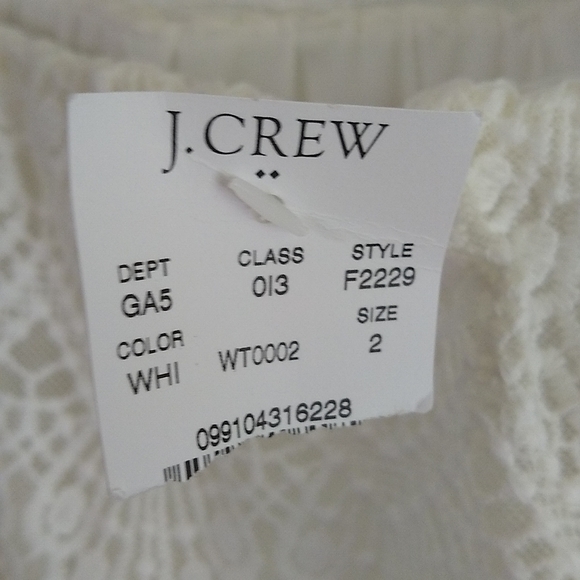 J.CREW
DEPT CLASS STYLE
GA5 013 F2229
COLOR SIZE
WHI WT0002 2
099104316228